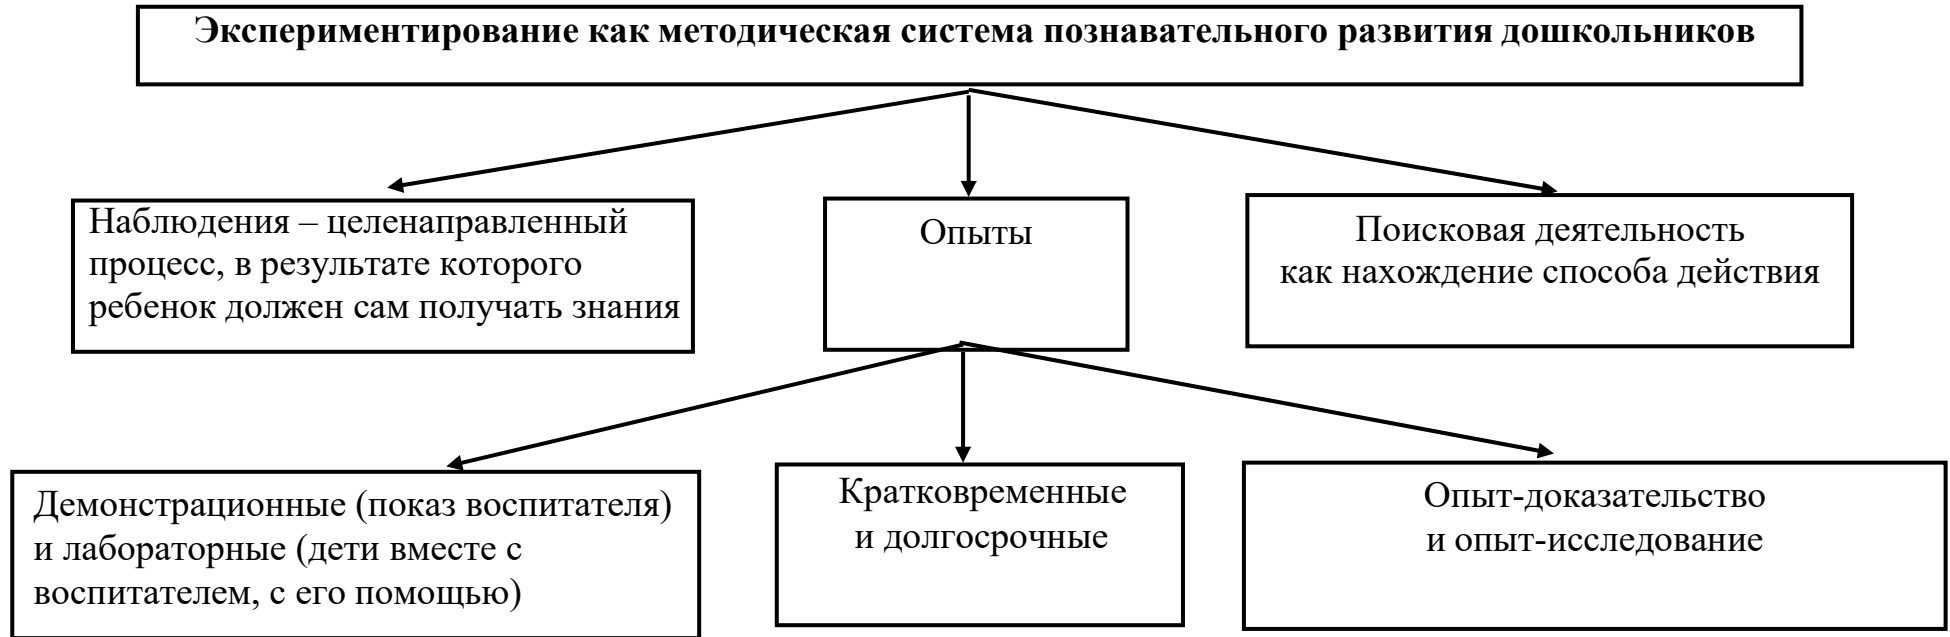 Экспериментирование как методическая система познавательного развития дошкольников
Наблюдения – целенаправленный
процесс, в результате которого
ребенок должен сам получать знания
Опыты
Поисковая деятельность
как нахождение способа действия
Демонстрационные (показ воспитателя)
и лабораторные (дети вместе с
воспитателем, с его помощью)
Кратковременные
и долгосрочные
Опыт-доказательство
и опыт-исследование